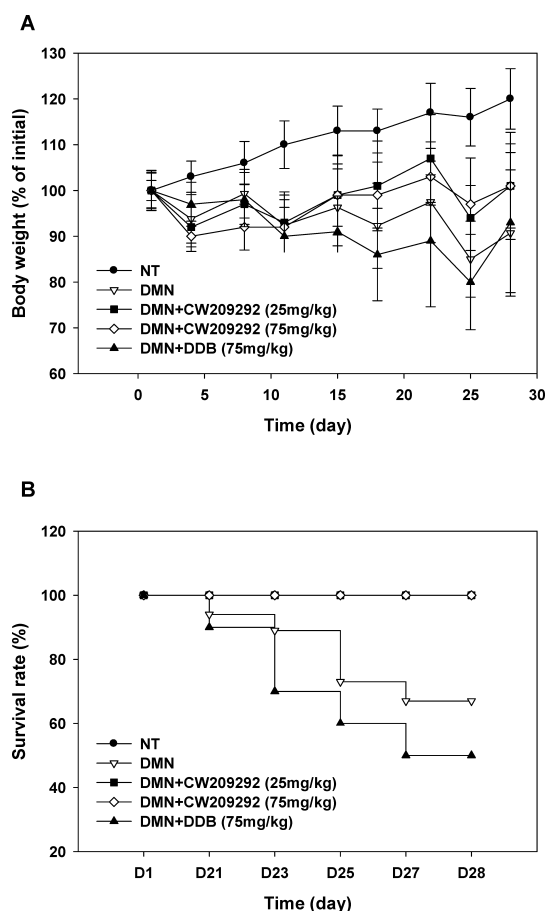 A
130
120
110
100
90
80
70
60
Body weight (% of initial)
NT
DMN
DMN+CW209292 (25mg/kg)
DMN+CW209292 (75mg/kg)
DMN+DDB (75mg/kg)
0 5 10 15 20 25 30
Time (day)
B
120
100
80
60
40
20
Survival rate (%)
NT
DMN
DMN+CW209292 (25mg/kg)
DMN+CW209292 (75mg/kg)
DMN+DDB (75mg/kg)
D1 D21 D23 D25 D27 D28
Time (day)